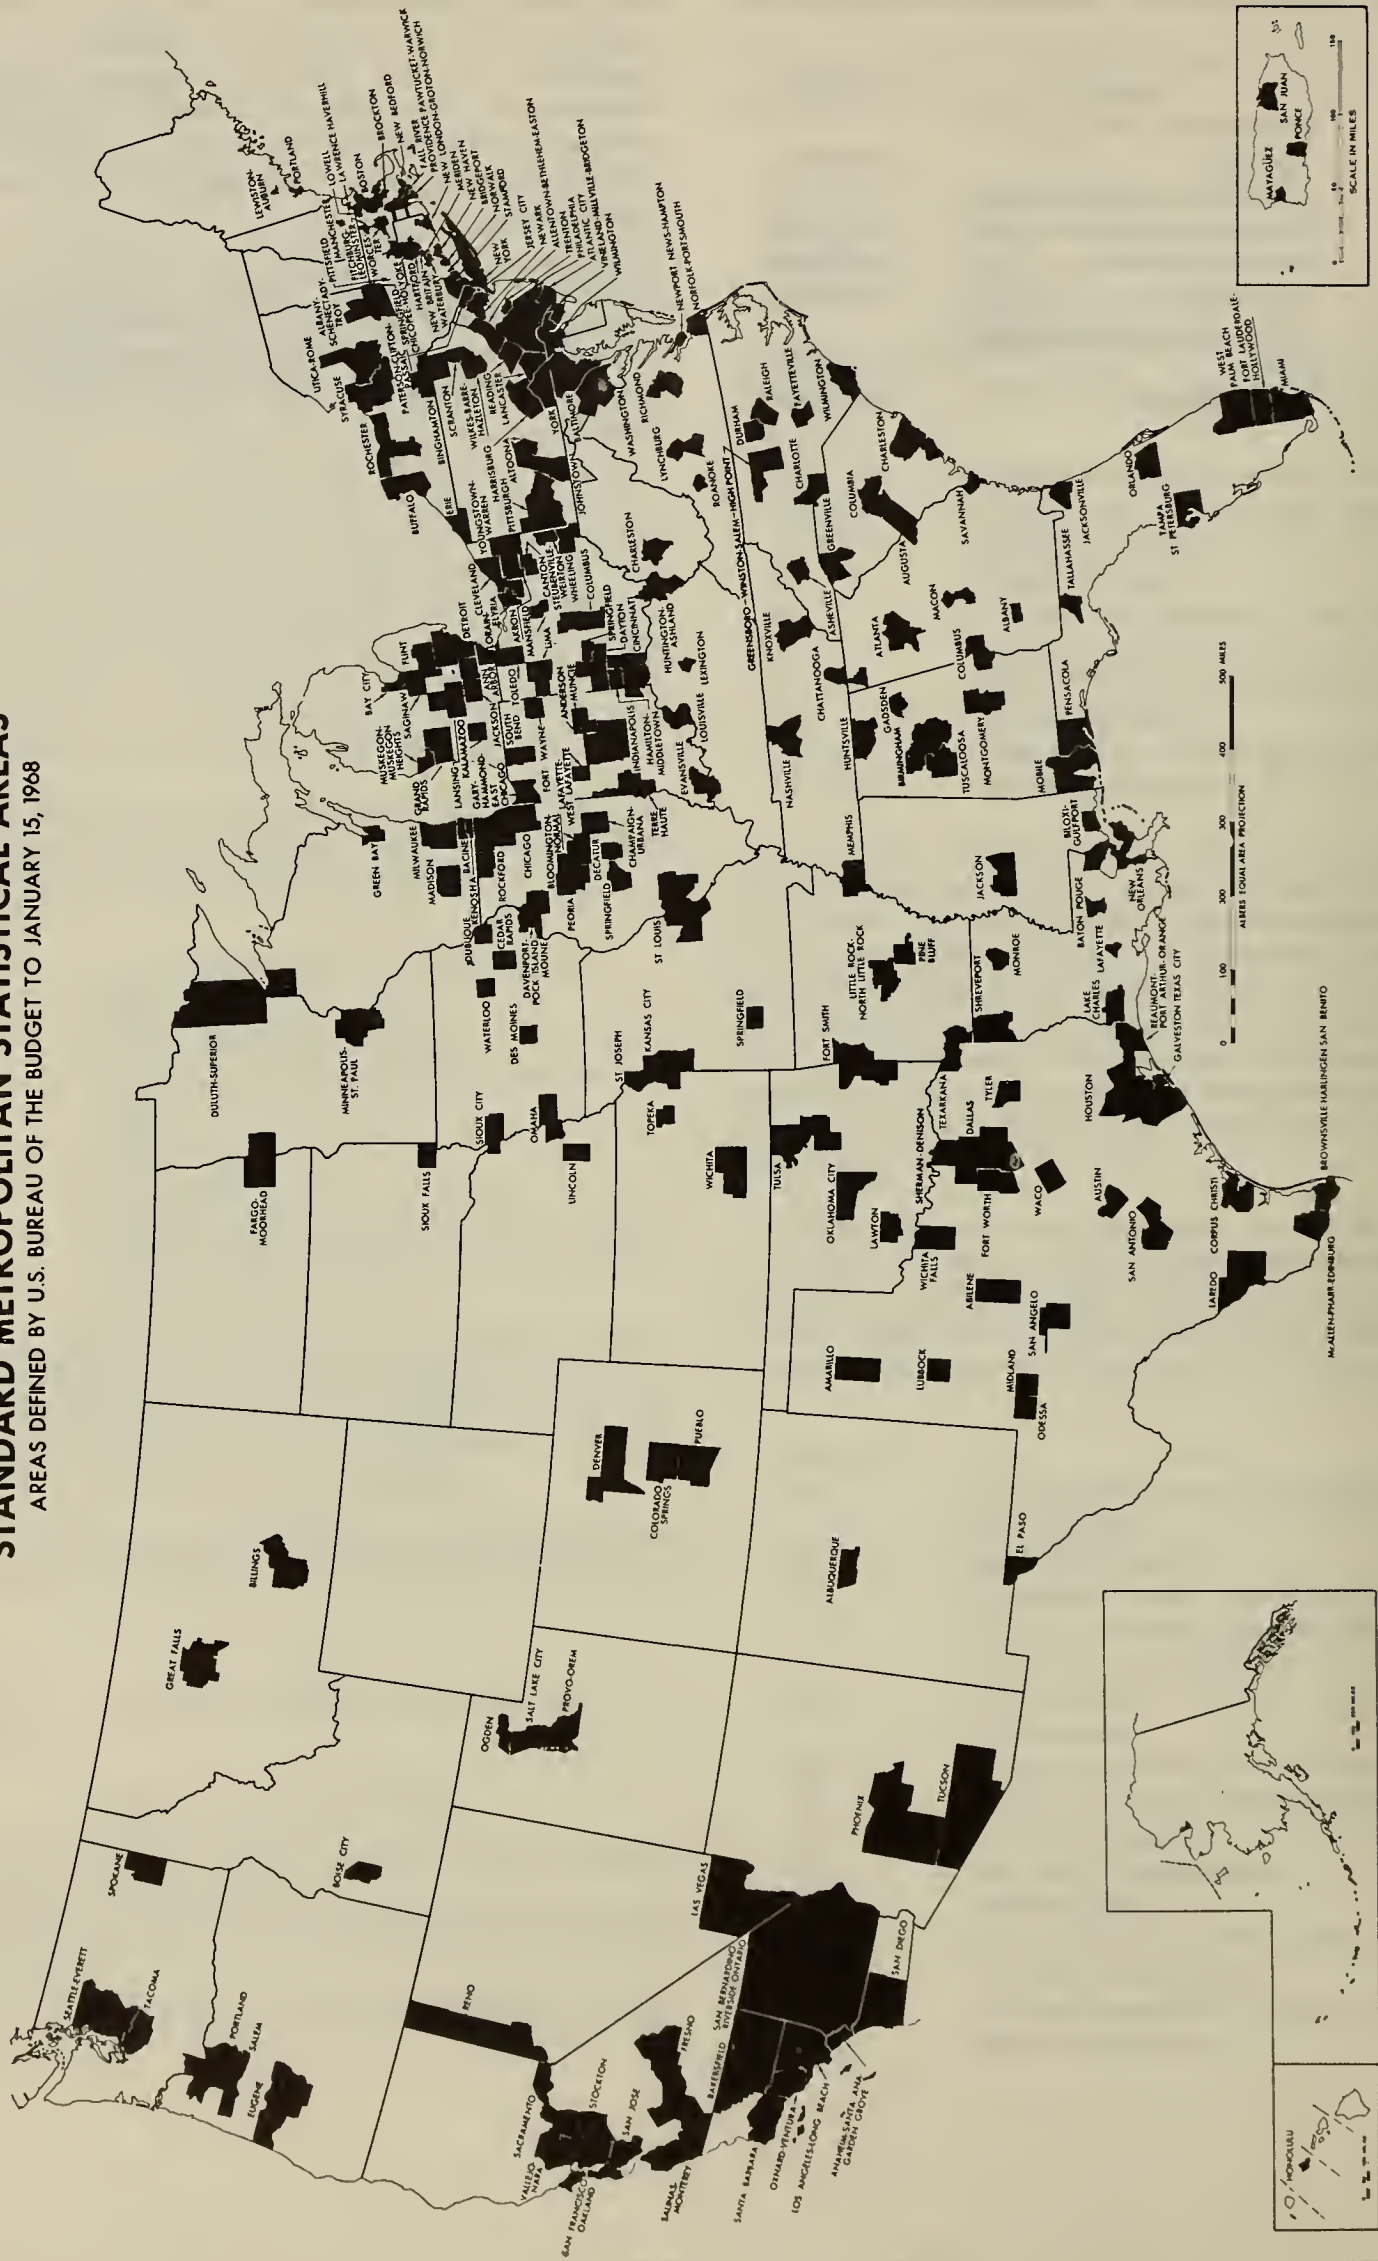 STANDARD METROPOLITAN STATISTICAL AREAS
AREAS DEFINED BY U.S. BUREAU OF THE BUDGET TO JANUARY 15, 1968
SEATTLE-EVERETT
TACOMA
SPOKANE
PORTLAND
SALEM
EUGENE
BOISE CITY
GREAT FALLS
BILLINGS
RENO
SACRAMENTO
VALLEJO-
NAPA
STOCKTON
SAN FRANCISCO
OAKLAND
SAN JOSE
FRESNO
SALINAS
MONTEREY
BAKERSFIELD
SAN BERNARDINO
RIVERSIDE ONTARIO
SANTA BARBARA
OXNARD-VENTURA
LOS ANGELES-LONG BEACH
ANAHEIM-SANTA ANA
GARDEN GROVE
SAN DIEGO
LAS VEGAS
OGDEN
SALT LAKE CITY
PROVO-OREM
PHOENIX
TUCSON
DENVER
COLORADO
SPRINGS
PUEBLO
ALBUQUERQUE
EL PASO
FARGO-
MOORHEAD
SIOUX FALLS
DULUTH-SUPERIOR
MINNEAPOLIS-
ST. PAUL
SIOUX CITY
OMAHA
LINCOLN
WATERLOO
DES MOINES
DUBUQUE
CEDAR
RAPIDS
DAVENPORT-
ROCK ISLAND
MOLINE
ST JOSEPH
KANSAS CITY
TOPEKA
WICHITA
SPRINGFIELD
ST LOUIS
TULSA
OKLAHOMA CITY
LAWTON
FORT SMITH
LITTLE ROCK-
NORTH LITTLE ROCK
PINE
BLUFF
AMARILLO
LUBBOCK
WICHITA
FALLS
SHERMAN-DENISON
TEXARKANA
DALLAS
FORT WORTH
TYLER
ABILENE
MIDLAND
ODESSA
SAN ANGELO
WACO
AUSTIN
SAN ANTONIO
HOUSTON
LAREDO
CORPUS CHRISTI
McALLEN-PHARR-EDINBURG
BROWNSVILLE HARLINGEN SAN BENITO
BEAUMONT-
PORT ARTHUR-ORANGE
GALVESTON TEXAS CITY
SHREVEPORT
MONROE
LAKE
CHARLES
LAFAYETTE
BATON ROUGE
NEW
ORLEANS
JACKSON
BILOXI-
GULFPORT
MOBILE
PENSACOLA
MEMPHIS
NASHVILLE
KNOXVILLE
CHATTANOOGA
HUNTSVILLE
GADSDEN
BIRMINGHAM
TUSCALOOSA
MONTGOMERY
COLUMBUS
ATLANTA
MACON
ALBANY
AUGUSTA
SAVANNAH
TALLAHASSEE
JACKSONVILLE
ORLANDO
TAMPA
ST PETERSBURG
WEST
PALM BEACH
FORT LAUDERDALE-
HOLLYWOOD
MIAMI
GREEN BAY
MILWAUKEE
MADISON
RACINE
KENOSHA
ROCKFORD
CHICAGO
BLOOMINGTON-
NORMAL
PEORIA
DECATUR
SPRINGFIELD
CHAMPAIGN-
URBANA
MUSKEGON-
MUSKEGON
HEIGHTS
GRAND
RAPIDS
BAY CITY
SAGINAW
FLINT
LANSING
KALAMAZOO
JACKSON
ANN
ARBOR
DETROIT
GARY-
HAMMOND-
EAST
CHICAGO
SOUTH
BEND
FORT WAYNE
LAFAYETTE-
WEST LAFAYETTE
ANDERSON
MUNCIE
INDIANAPOLIS
TERRE
HAUTE
EVANSVILLE
LOUISVILLE
LEXINGTON
HAMILTON-
MIDDLETOWN
CINCINNATI
DAYTON
SPRINGFIELD
COLUMBUS
TOLEDO
LIMA
MANSFIELD
LORAIN-
ELYRIA
CLEVELAND
AKRON
CANTON
YOUNGSTOWN-
WARREN
STEUBENVILLE-
WEIRTON
WHEELING
HUNTINGTON-
ASHLAND
CHARLESTON
ERIE
PITTSBURGH
ALTOONA
JOHNSTOWN
HARRISBURG
YORK
LANCASTER
READING
WILKES-BARRE-
HAZLETON
SCRANTON
BUFFALO
ROCHESTER
SYRACUSE
UTICA-ROME
BINGHAMTON
ALBANY-
SCHENECTADY-
TROY
PATERSON-CLIFTON-
PASSAIC
PITTSFIELD
SPRINGFIELD-
CHICOPEE-HOLYOKE
HARTFORD
NEW BRITAIN
WATERBURY
FITCHBURG
LEOMINSTER
WORCES
TER
LEWISTON-
AUBURN
PORTLAND
MANCHESTER
LOWELL
LAWRENCE HAVERHILL
BOSTON
BROCKTON
NEW BEDFORD
FALL RIVER
PROVIDENCE PAWTUCKET-WARWICK
NEW LONDON-GROTON-NORWICH
MERIDEN
NEW HAVEN
BRIDGEPORT
NORWALK
STAMFORD
NEW
YORK
JERSEY CITY
NEWARK
ALLENTOWN-BETHLEHEM-EASTON
TRENTON
PHILADELPHIA
ATLANTIC CITY
VINELAND-MILLVILLE-BRIDGETON
WILMINGTON
BALTIMORE
WASHINGTON
RICHMOND
LYNCHBURG
ROANOKE
NEWPORT NEWS-HAMPTON
NORFOLK-PORTSMOUTH
GREENSBORO-WINSTON-SALEM-HIGH POINT
DURHAM
RALEIGH
FAYETTEVILLE
WILMINGTON
CHARLOTTE
ASHEVILLE
GREENVILLE
COLUMBIA
CHARLESTON
HONOLULU
0 100 200 300 400 500 MILES
ALBERS EQUAL AREA PROJECTION
MAYAGÜEZ
SAN JUAN
PONCE
0 50 100 150
SCALE IN MILES